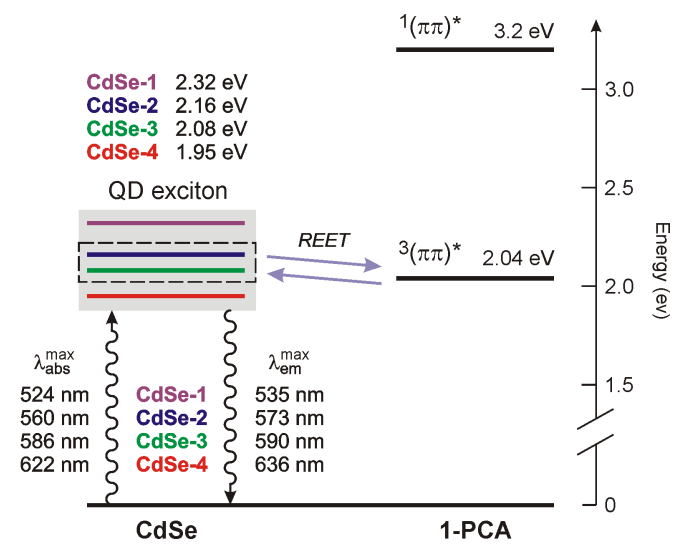 ¹(ππ)* 3.2 eV
CdSe-1 2.32 eV
CdSe-2 2.16 eV
CdSe-3 2.08 eV
CdSe-4 1.95 eV
QD exciton
REET
³(ππ)* 2.04 eV
3.0
2.5
2.0
1.5
0
Energy (ev)
λ max abs
524 nm
560 nm
586 nm
622 nm
CdSe-1
CdSe-2
CdSe-3
CdSe-4
λ max em
535 nm
573 nm
590 nm
636 nm
CdSe
1-PCA